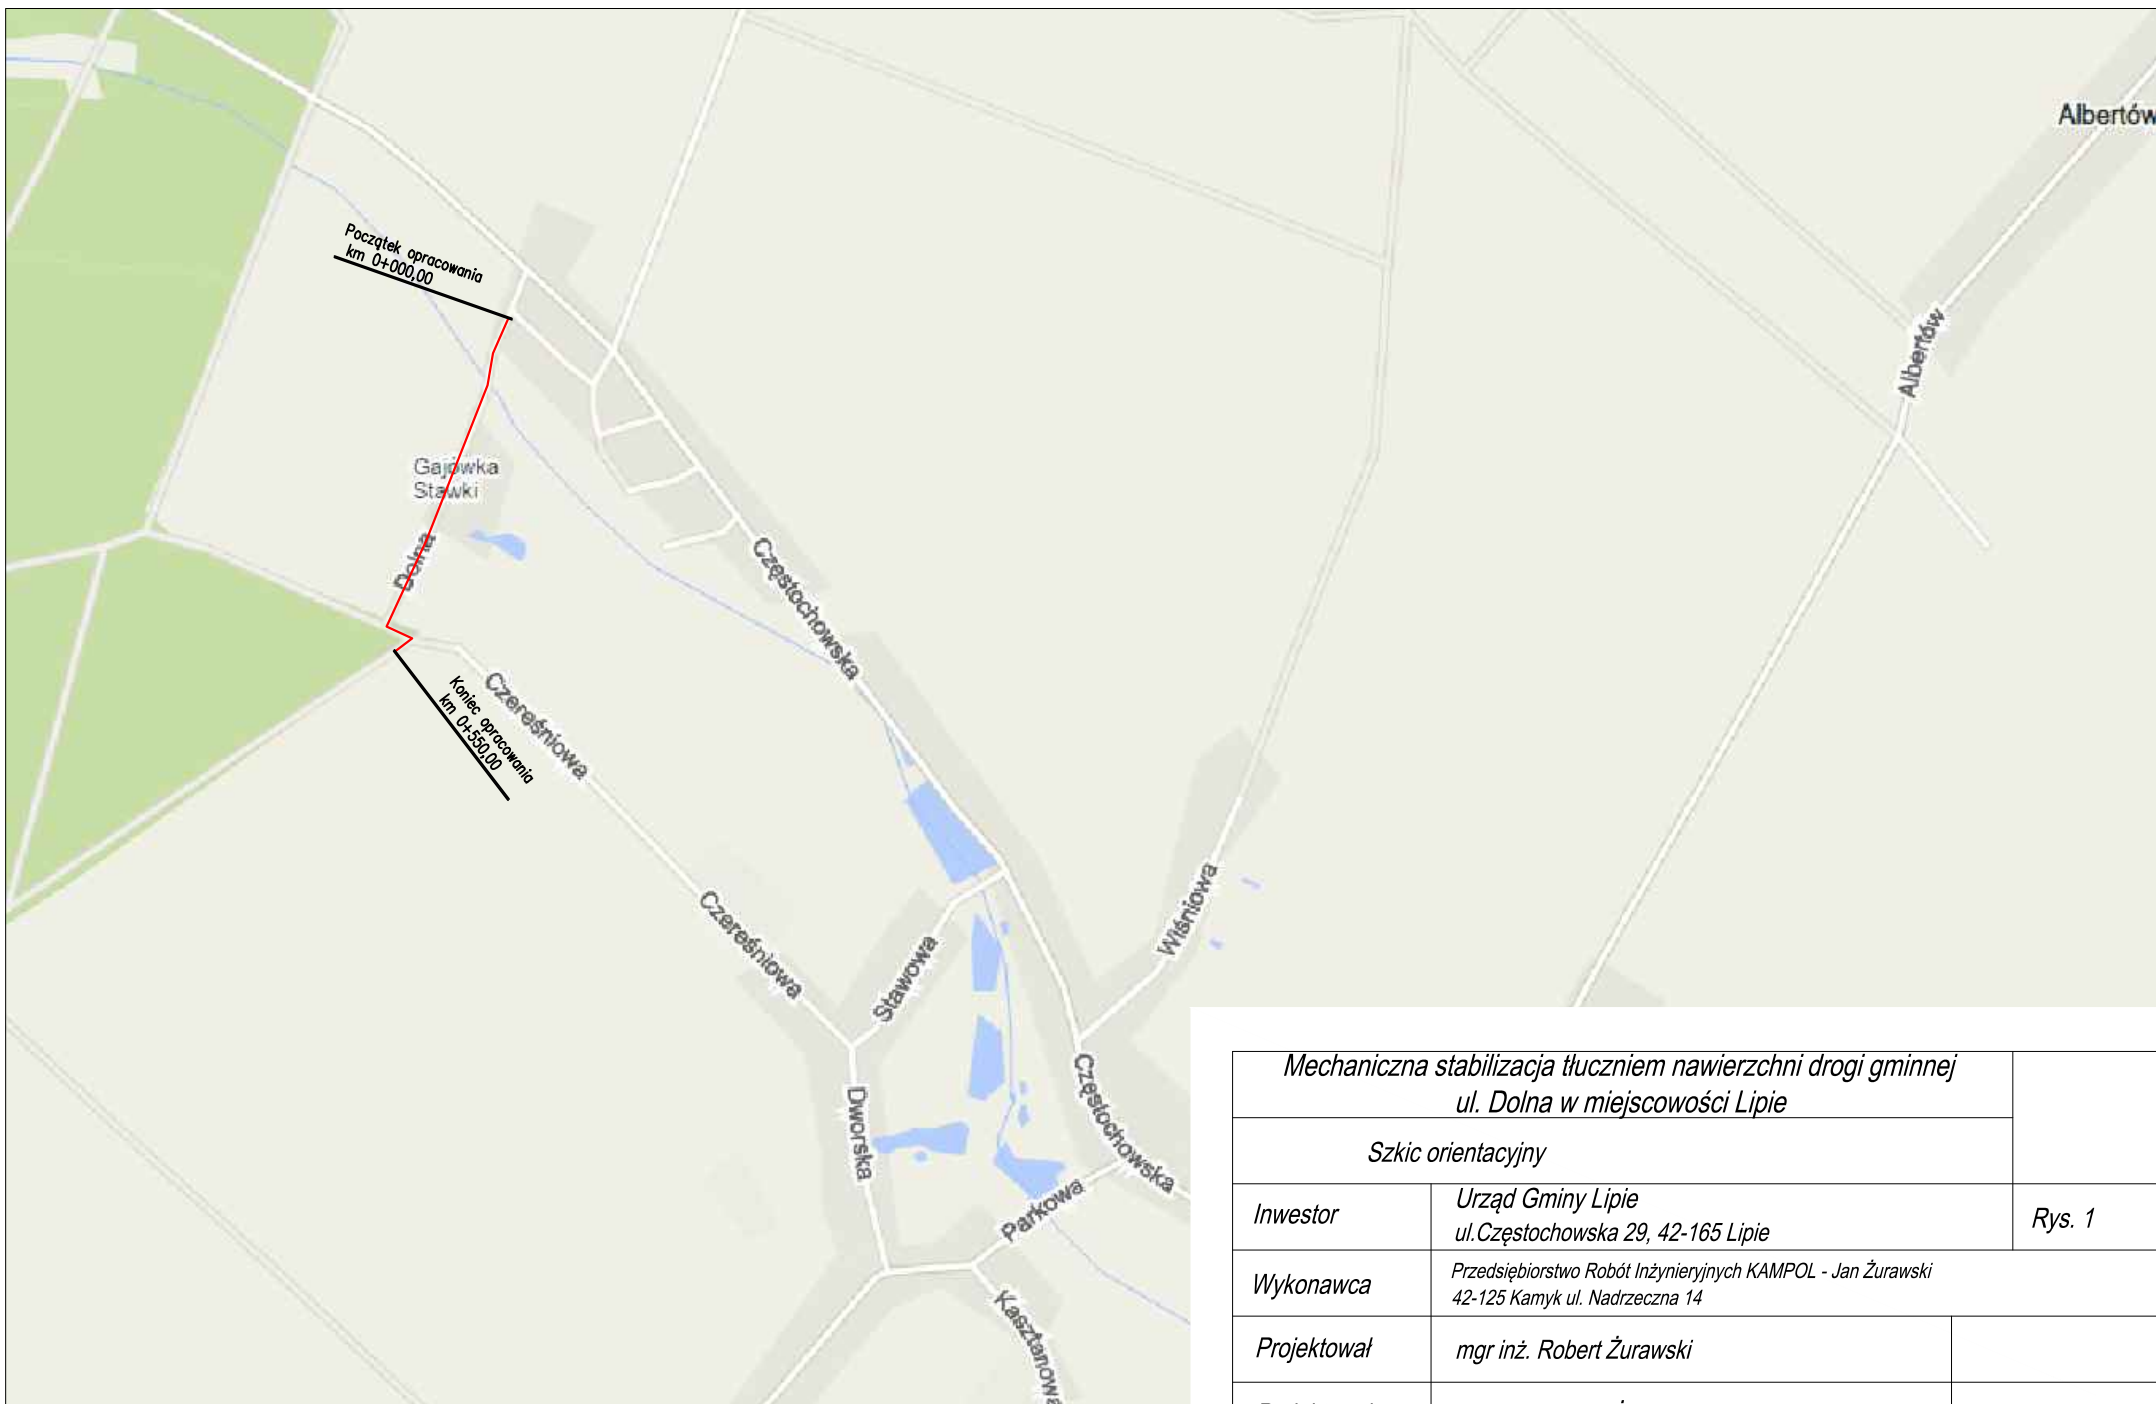 Albertów
Początek opracowania
km 0+000,00
Albertów
Gajówka
Stawki
Dolna
Częstochowska
Koniec opracowania
km 0+550,00
Czereśniowa
Czereśniowa
Stawowa
Wiśniowa
Dworska
Częstochowska
Parkowa
Kasztanowa
Mechaniczna stabilizacja tłuczniem nawierzchni drogi gminnej
ul. Dolna w miejscowości Lipie
Szkic orientacyjny
Inwestor
Urząd Gminy Lipie
ul.Częstochowska 29, 42-165 Lipie
Rys. 1
Wykonawca
Przedsiębiorstwo Robót Inżynieryjnych KAMPOL - Jan Żurawski
42-125 Kamyk ul. Nadrzeczna 14
Projektował
mgr inż. Robert Żurawski